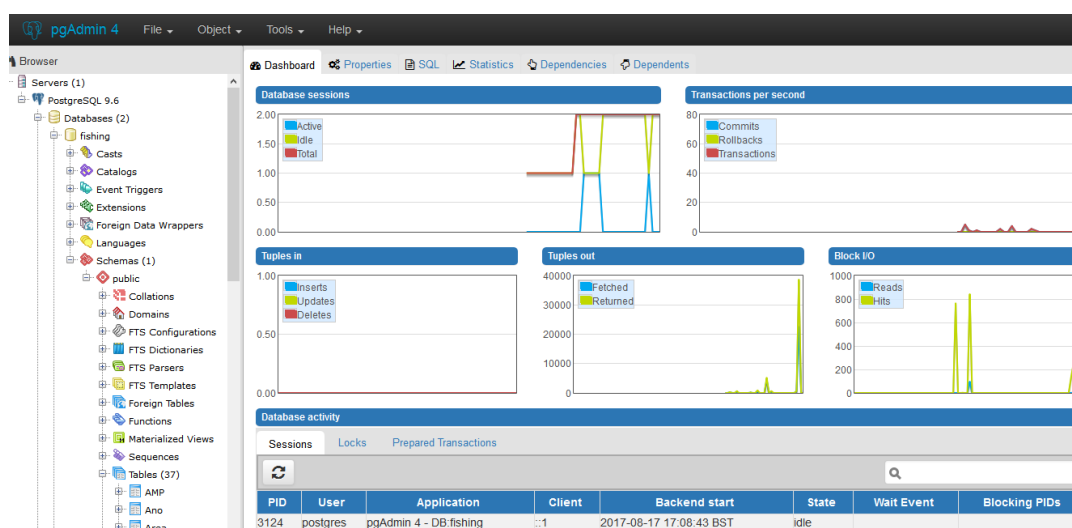 pgAdmin 4 File Object Tools Help
Browser
Servers (1)
PostgreSQL 9.6
Databases (2)
fishing
Casts
Catalogs
Event Triggers
Extensions
Foreign Data Wrappers
Languages
Schemas (1)
public
Collations
Domains
FTS Configurations
FTS Dictionaries
FTS Parsers
FTS Templates
Foreign Tables
Functions
Materialized Views
Sequences
Tables (37)
AMP
Ano
Area
Dashboard Properties SQL Statistics Dependencies Dependents
Database sessions
2.00
1.50
1.00
0.50
0.00
Active
Idle
Total
Transactions per second
80
60
40
20
0
Commits
Rollbacks
Transactions
Tuples in
1.00
0.50
0.00
Inserts
Updates
Deletes
Tuples out
40000
30000
20000
10000
0
Fetched
Returned
Block I/O
1000
800
600
400
200
0
Reads
Hits
Database activity
Sessions Locks Prepared Transactions
PID User Application Client Backend start State Wait Event Blocking PIDs
3124 postgres pgAdmin 4 - DB:fishing ::1 2017-08-17 17:08:43 BST idle